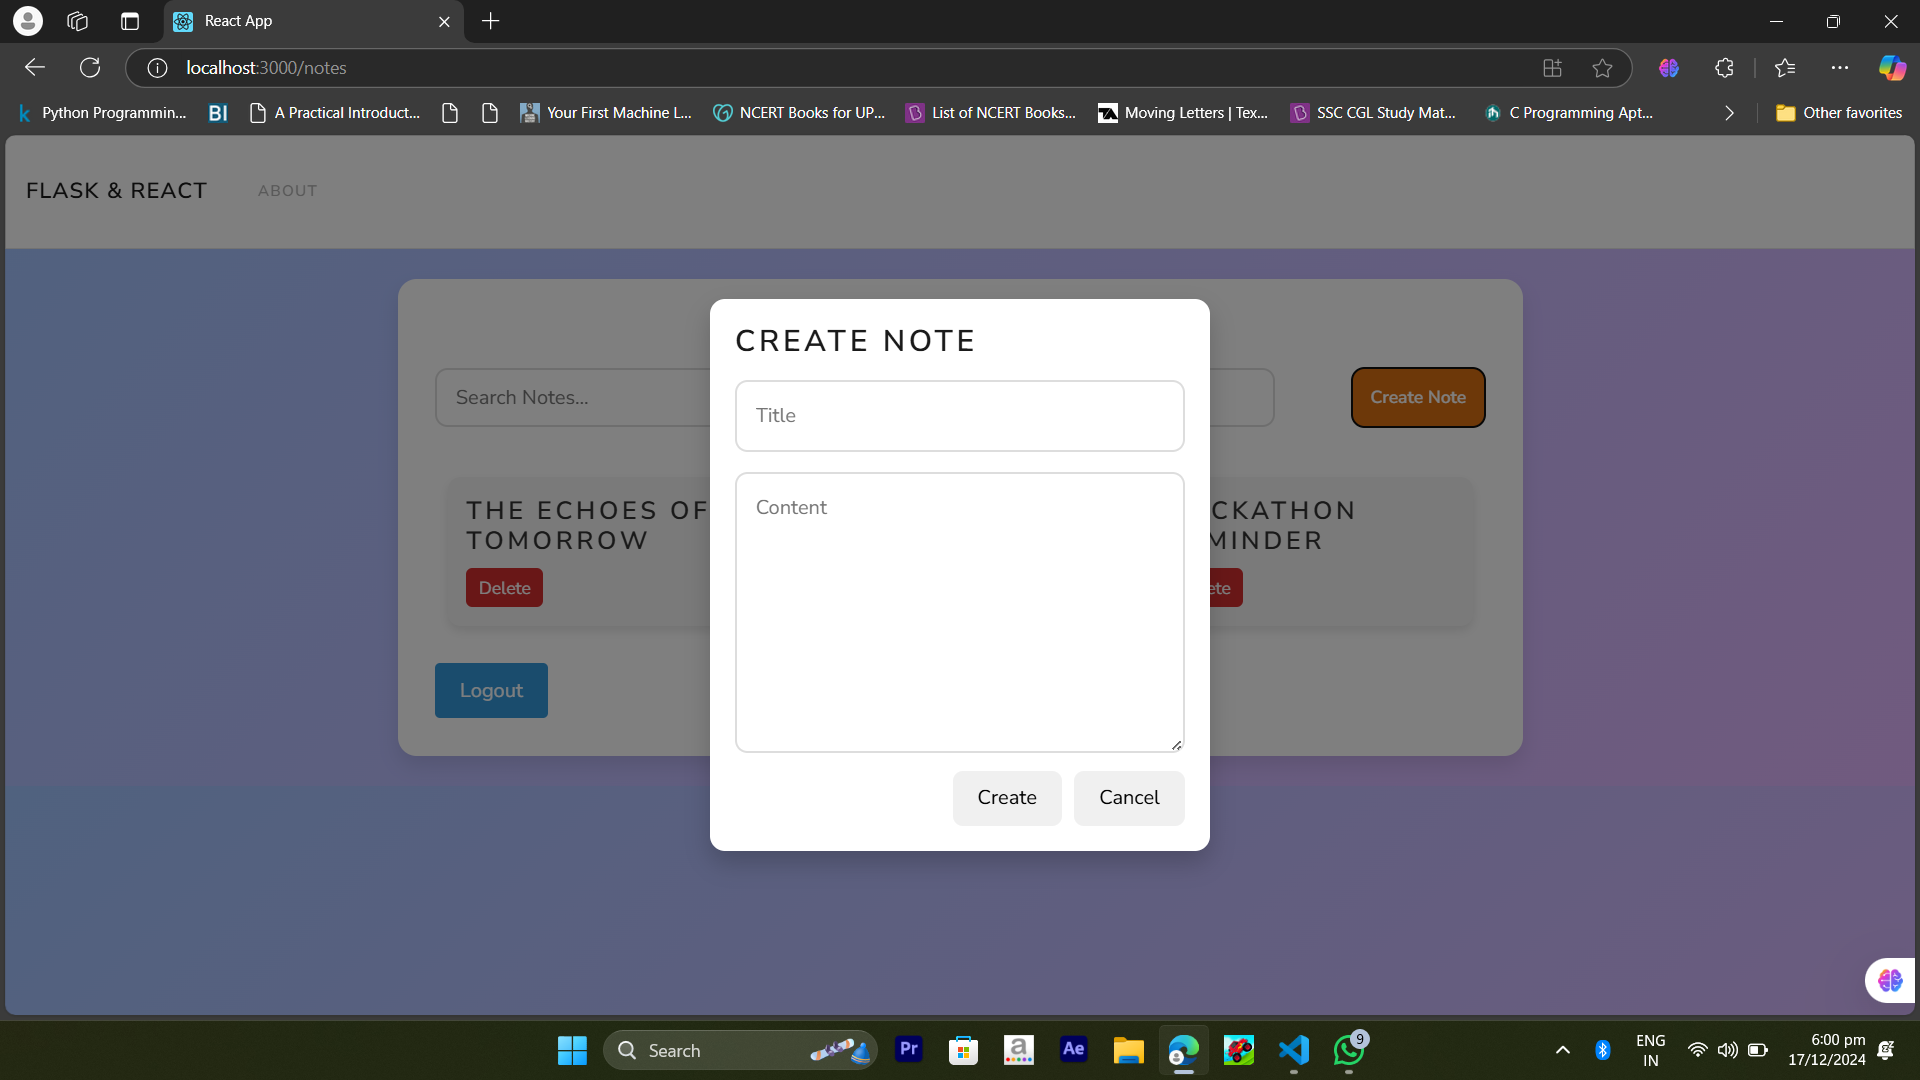 React App
localhost:3000/notes
Python Programmin...
BI
A Practical Introduct...
Your First Machine L...
NCERT Books for UP...
List of NCERT Books...
Moving Letters | Tex...
SSC CGL Study Mat...
C Programming Apt...
Other favorites
FLASK & REACT
ABOUT
CREATE NOTE
Search Notes...
Title
Create Note
THE ECHOES OF
TOMORROW
Delete
Content
CKATHON
MINDER
ete
Logout
Create
Cancel
Search
Pr
a
Ae
9
ENG
IN
6:00 pm
17/12/2024